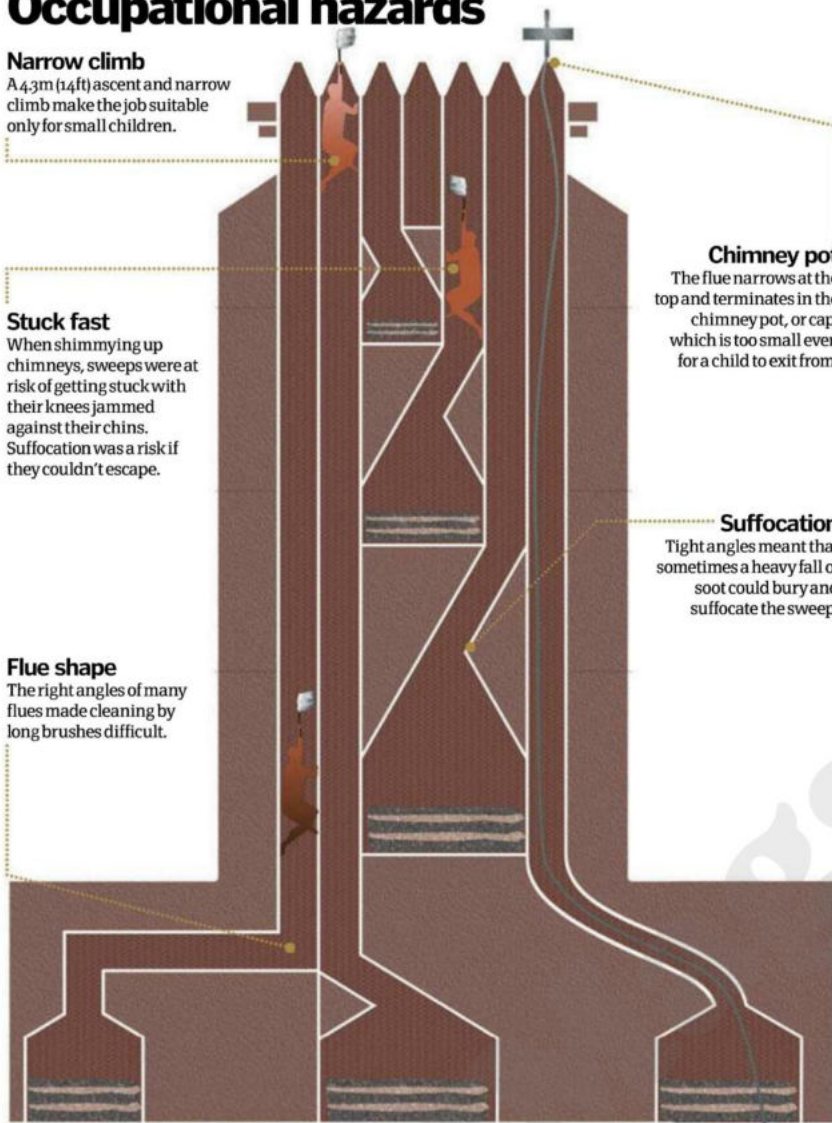 Occupational hazards
Narrow climb
A 4.3m (14ft) ascent and narrow
climb make the job suitable
only for small children.
Stuck fast
When shimmying up
chimneys, sweeps were at
risk of getting stuck with
their knees jammed
against their chins.
Suffocation was a risk if
they couldn't escape.
Flue shape
The right angles of many
flues made cleaning by
long brushes difficult.
Chimney pot
The flue narrows at the
top and terminates in the
chimney pot, or cap
which is too small even
for a child to exit from
Suffocation
Tight angles meant tha
sometimes a heavy fall o
soot could bury and
suffocate the sweep